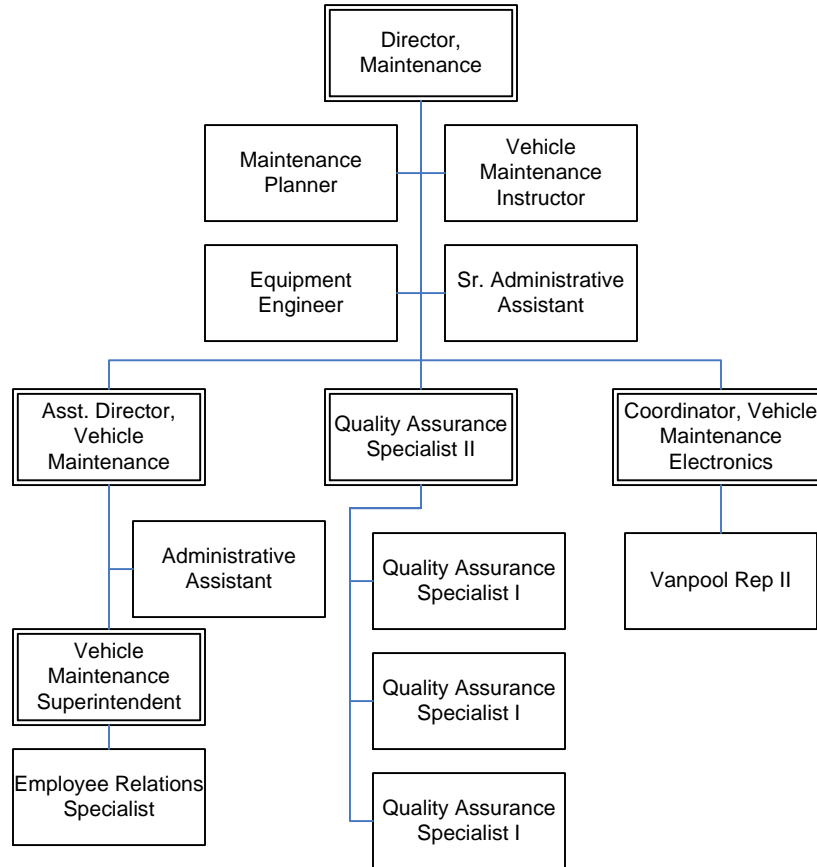 Director,
Maintenance
Maintenance
Planner
Vehicle
Maintenance
Instructor
Equipment
Engineer
Sr. Administrative
Assistant
Asst. Director,
Vehicle
Maintenance
Quality Assurance
Specialist II
Coordinator, Vehicle
Maintenance
Electronics
Administrative
Assistant
Quality Assurance
Specialist I
Vanpool Rep II
Vehicle
Maintenance
Superintendent
Quality Assurance
Specialist I
Employee Relations
Specialist
Quality Assurance
Specialist I